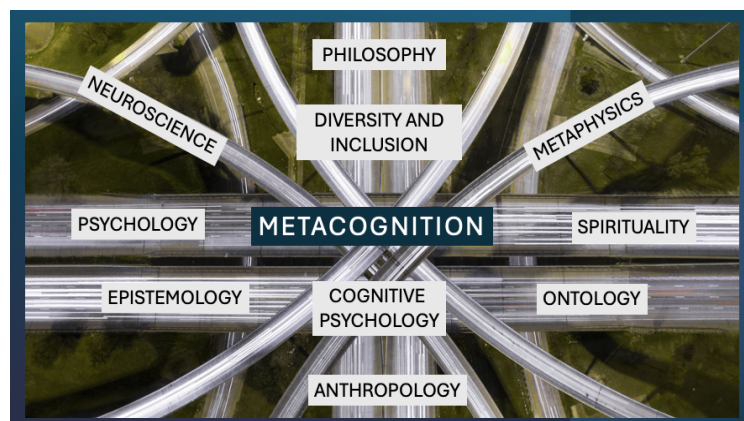 PHILOSOPHY
NEUROSCIENCE
DIVERSITY AND
INCLUSION
METAPHYSICS
PSYCHOLOGY
METACOGNITION
SPIRITUALITY
EPISTEMOLOGY
COGNITIVE
PSYCHOLOGY
ONTOLOGY
ANTHROPOLOGY